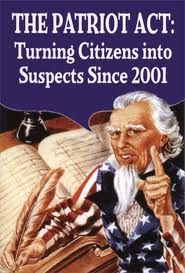 THE PATRIOT ACT:
Turning Citizens into
Suspects Since 2001